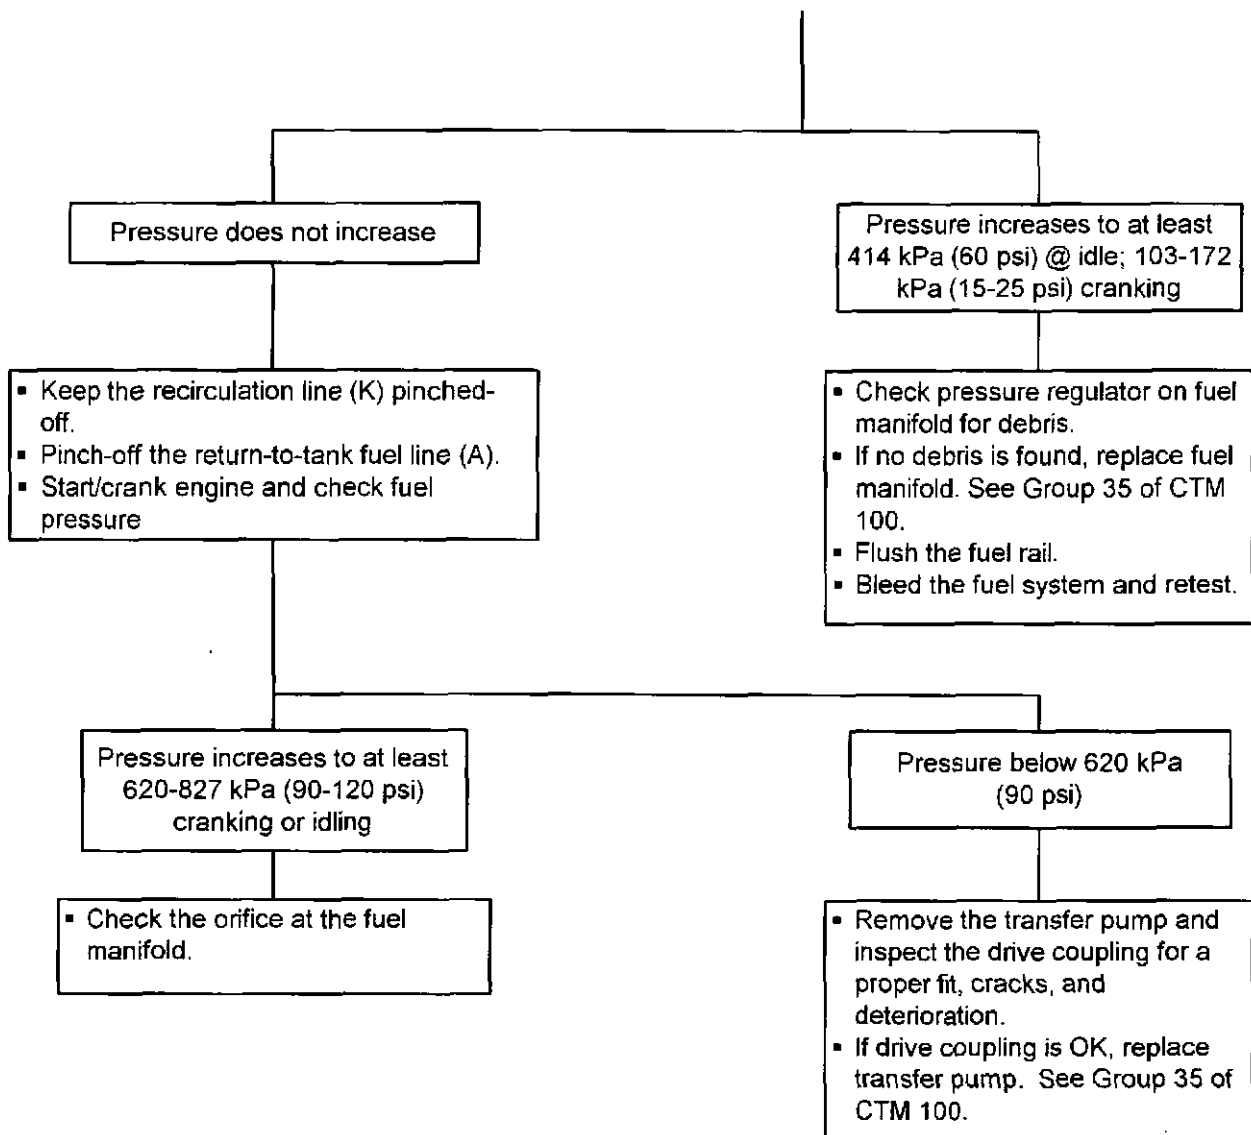 Pressure does not increase
Pressure increases to at least
414 kPa (60 psi) @ idle; 103-172
kPa (15-25 psi) cranking
▪ Keep the recirculation line (K) pinched-
off.
▪ Pinch-off the return-to-tank fuel line (A).
▪ Start/crank engine and check fuel
pressure
▪ Check pressure regulator on fuel
manifold for debris.
▪ If no debris is found, replace fuel
manifold. See Group 35 of CTM
100.
▪ Flush the fuel rail.
▪ Bleed the fuel system and retest.
Pressure increases to at least
620-827 kPa (90-120 psi)
cranking or idling
Pressure below 620 kPa
(90 psi)
▪ Check the orifice at the fuel
manifold.
▪ Remove the transfer pump and
inspect the drive coupling for a
proper fit, cracks, and
deterioration.
▪ If drive coupling is OK, replace
transfer pump. See Group 35 of
CTM 100.